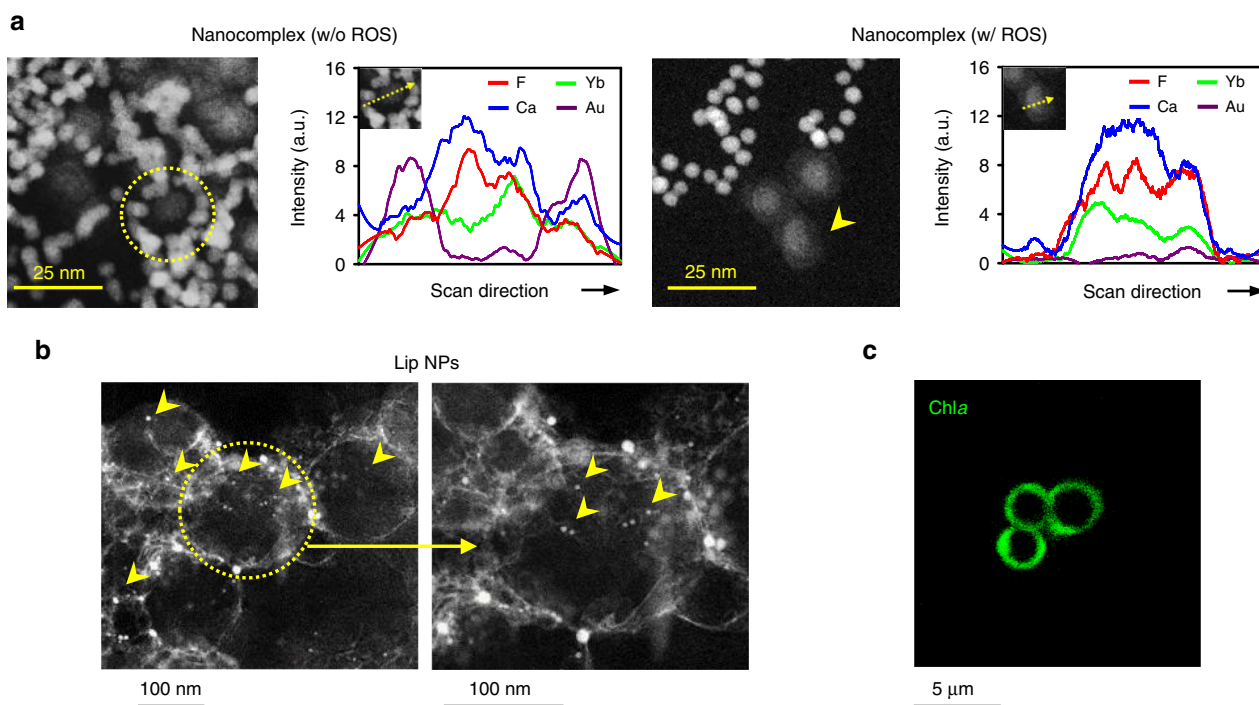 a
Nanocomplex (w/o ROS)
Nanocomplex (w/ ROS)
25 nm
16
12
8
4
0
Intensity (a.u.)
F
Yb
Ca
Au
Scan direction
25 nm
16
12
8
4
0
Intensity (a.u.)
F
Yb
Ca
Au
Scan direction
b
Lip NPs
100 nm
100 nm
c
Chla
5 μm